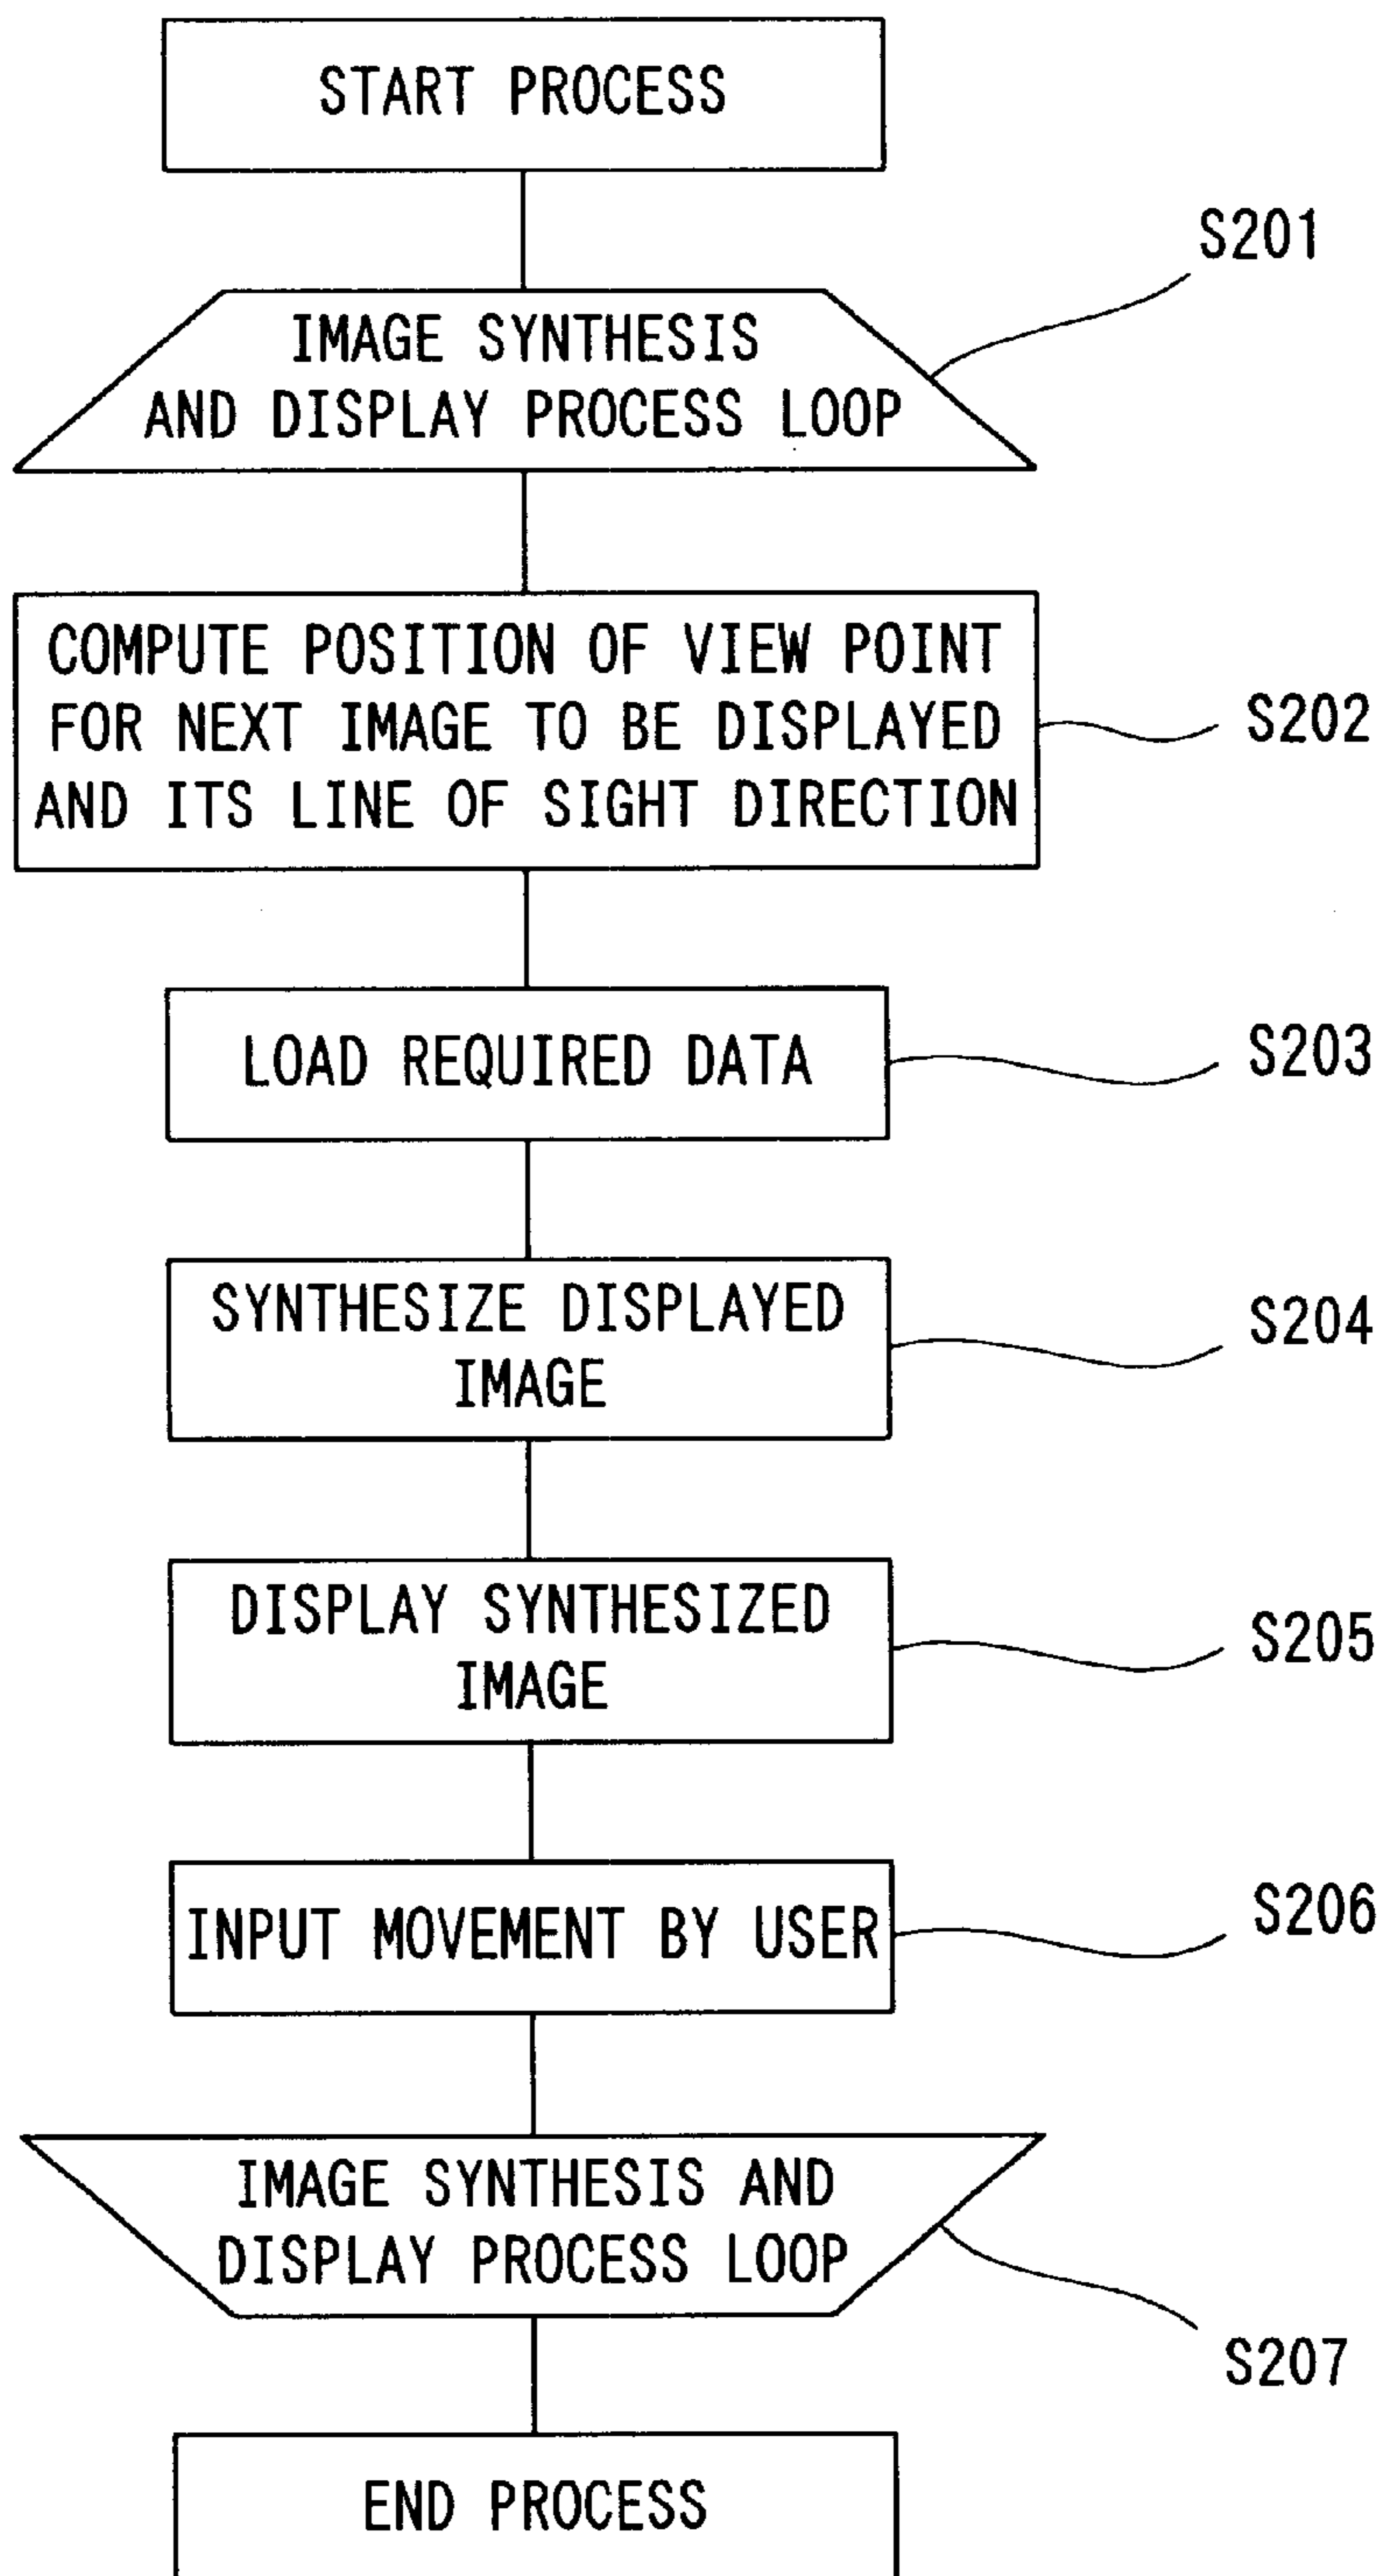 START PROCESS
S201
IMAGE SYNTHESIS
AND DISPLAY PROCESS LOOP
COMPUTE POSITION OF VIEW POINT
FOR NEXT IMAGE TO BE DISPLAYED
AND ITS LINE OF SIGHT DIRECTION
S202
LOAD REQUIRED DATA
S203
SYNTHESIZE DISPLAYED
IMAGE
S204
DISPLAY SYNTHESIZED
IMAGE
S205
INPUT MOVEMENT BY USER
S206
IMAGE SYNTHESIS AND
DISPLAY PROCESS LOOP
S207
END PROCESS